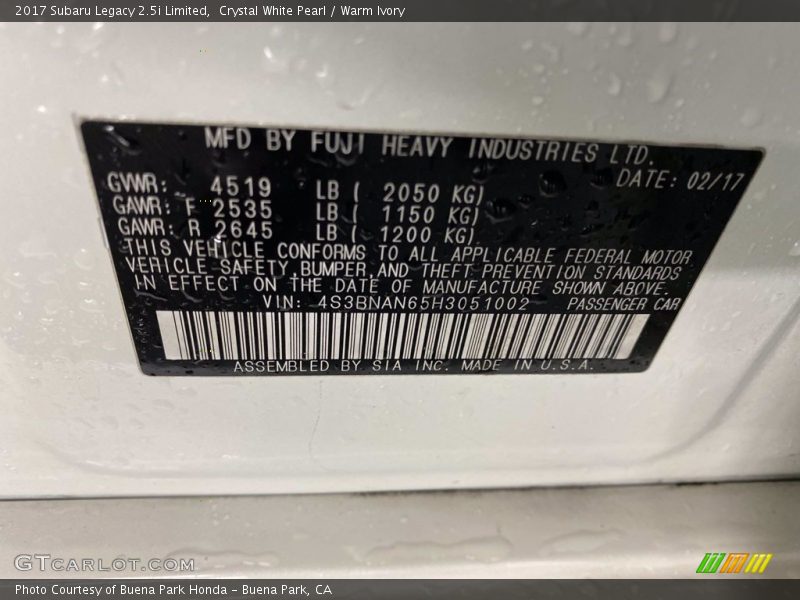 2017 Subaru Legacy 2.5i Limited,  Crystal White Pearl / Warm Ivory
MFD BY FUJI HEAVY INDUSTRIES LTD.
DATE: 02/17
GVWR: 4519 LB ( 2050 KG)
GAWR: F 2535 LB ( 1150 KG)
GAWR: R 2645 LB ( 1200 KG)
THIS VEHICLE CONFORMS TO ALL APPLICABLE FEDERAL MOTOR
VEHICLE SAFETY, BUMPER, AND THEFT PREVENTION STANDARDS
IN EFFECT ON THE DATE OF MANUFACTURE SHOWN ABOVE.
VIN: 4S3BNAN65H3051002 PASSENGER CAR
ASSEMBLED BY SIA INC. MADE IN U.S.A.
GTCARLOT.COM
Photo Courtesy of Buena Park Honda - Buena Park, CA